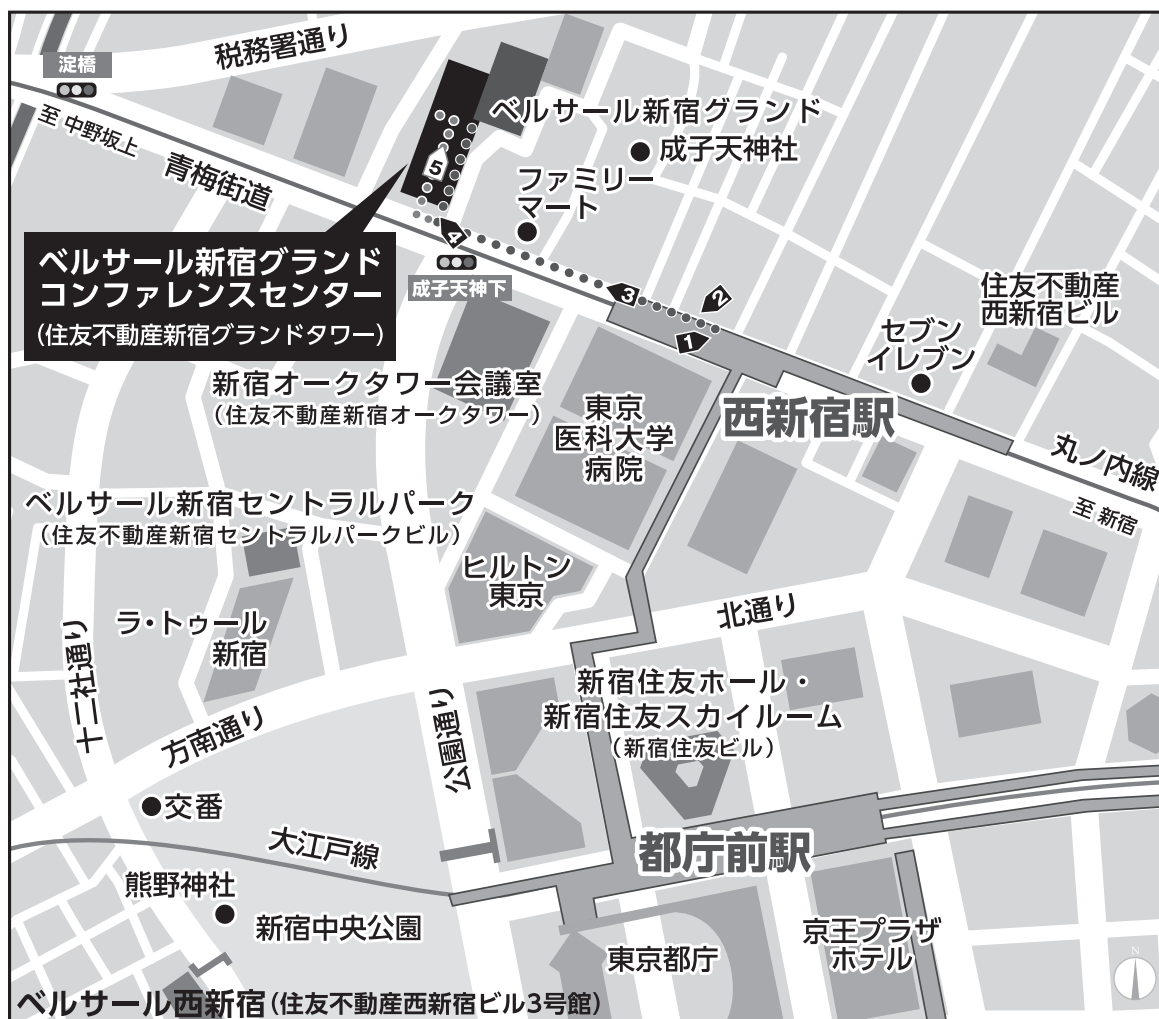 税務署通り
淀橋
至 中野坂上
青梅街道
ベルサール新宿グランド
成子天神社
ファミリー
マート
5
4
3
2
1
ベルサール新宿グランド
コンファレンスセンター
(住友不動産新宿グランドタワー)
成子天神下
住友不動産
西新宿ビル
セブン
イレブン
新宿オークタワー会議室
(住友不動産新宿オークタワー)
東京
医科大学
病院
西新宿駅
丸ノ内線
至 新宿
ベルサール新宿セントラルパーク
(住友不動産新宿セントラルパークビル)
ヒルトン
東京
北通り
ラ・トゥール
新宿
十二社通り
方南通り
公園通り
新宿住友ホール・
新宿住友スカイルーム
(新宿住友ビル)
交番
大江戸線
都庁前駅
熊野神社
新宿中央公園
東京都庁
京王プラザ
ホテル
N
ベルサール西新宿(住友不動産西新宿ビル3号館)